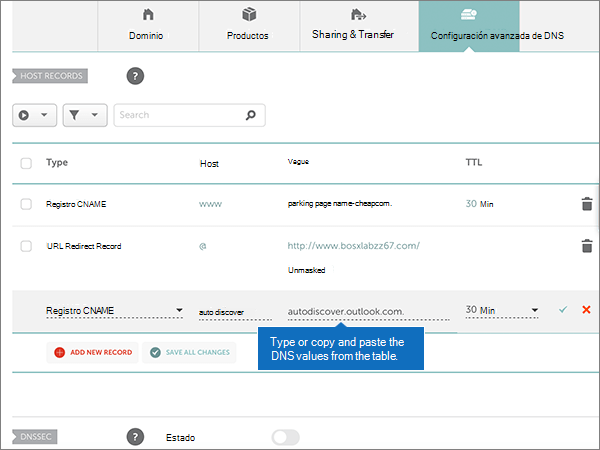 Dominio Productos Sharing & Transfer Configuración avanzada de DNS
HOST RECORDS ?
Search
Type Host Vague TTL
Registro CNAME www parking page name-cheapcom. 30 Min
URL Redirect Record @ http://www.bosxlabzz67.com/
Unmasked
Registro CNAME auto discover autodiscover.outlook.com. 30 Min
Type or copy and paste the
DNS values from the table.
ADD NEW RECORD SAVE ALL CHANGES
DNSSEC ? Estado